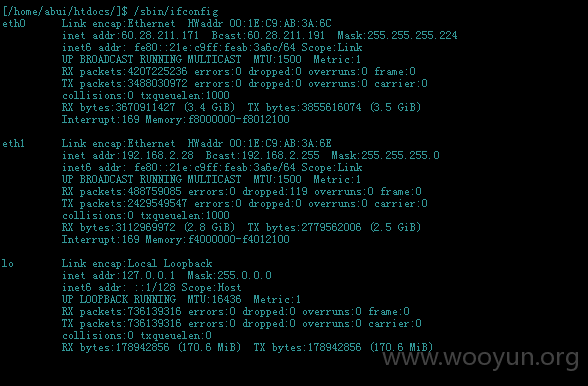 [/home/abui/htdocs/]$ /sbin/ifconfig
eth0 Link encap:Ethernet HWaddr 00:1E:C9:AB:3A:6C
inet addr:60.28.211.171 Bcast:60.28.211.191 Mask:255.255.255.224
inet6 addr: fe80::21e:c9ff:feab:3a6c/64 Scope:Link
UP BROADCAST RUNNING MULTICAST MTU:1500 Metric:1
RX packets:4207225236 errors:0 dropped:0 overruns:0 frame:0
TX packets:3488030972 errors:0 dropped:0 overruns:0 carrier:0
collisions:0 txqueuelen:1000
RX bytes:3670911427 (3.4 GiB) TX bytes:3855616074 (3.5 GiB)
Interrupt:169 Memory:f8000000-f8012100
eth1 Link encap:Ethernet HWaddr 00:1E:C9:AB:3A:6E
inet addr:192.168.2.28 Bcast:192.168.2.255 Mask:255.255.255.0
inet6 addr: fe80::21e:c9ff:feab:3a6e/64 Scope:Link
UP BROADCAST RUNNING MULTICAST MTU:1500 Metric:1
RX packets:488759085 errors:0 dropped:119 overruns:0 frame:0
TX packets:2429549547 errors:0 dropped:0 overruns:0 carrier:0
collisions:0 txqueuelen:1000
RX bytes:3112969972 (2.8 GiB) TX bytes:2779562006 (2.5 GiB)
Interrupt:169 Memory:f4000000-f4012100
lo Link encap:Local Loopback
inet addr:127.0.0.1 Mask:255.0.0.0
inet6 addr: ::1/128 Scope:Host
UP LOOPBACK RUNNING MTU:16436 Metric:1
RX packets:736139316 errors:0 dropped:0 overruns:0 frame:0
TX packets:736139316 errors:0 dropped:0 overruns:0 carrier:0
collisions:0 txqueuelen:0
RX bytes:178942856 (170.6 MiB) TX bytes:178942856 (170.6 MiB)
www.wooyun.org